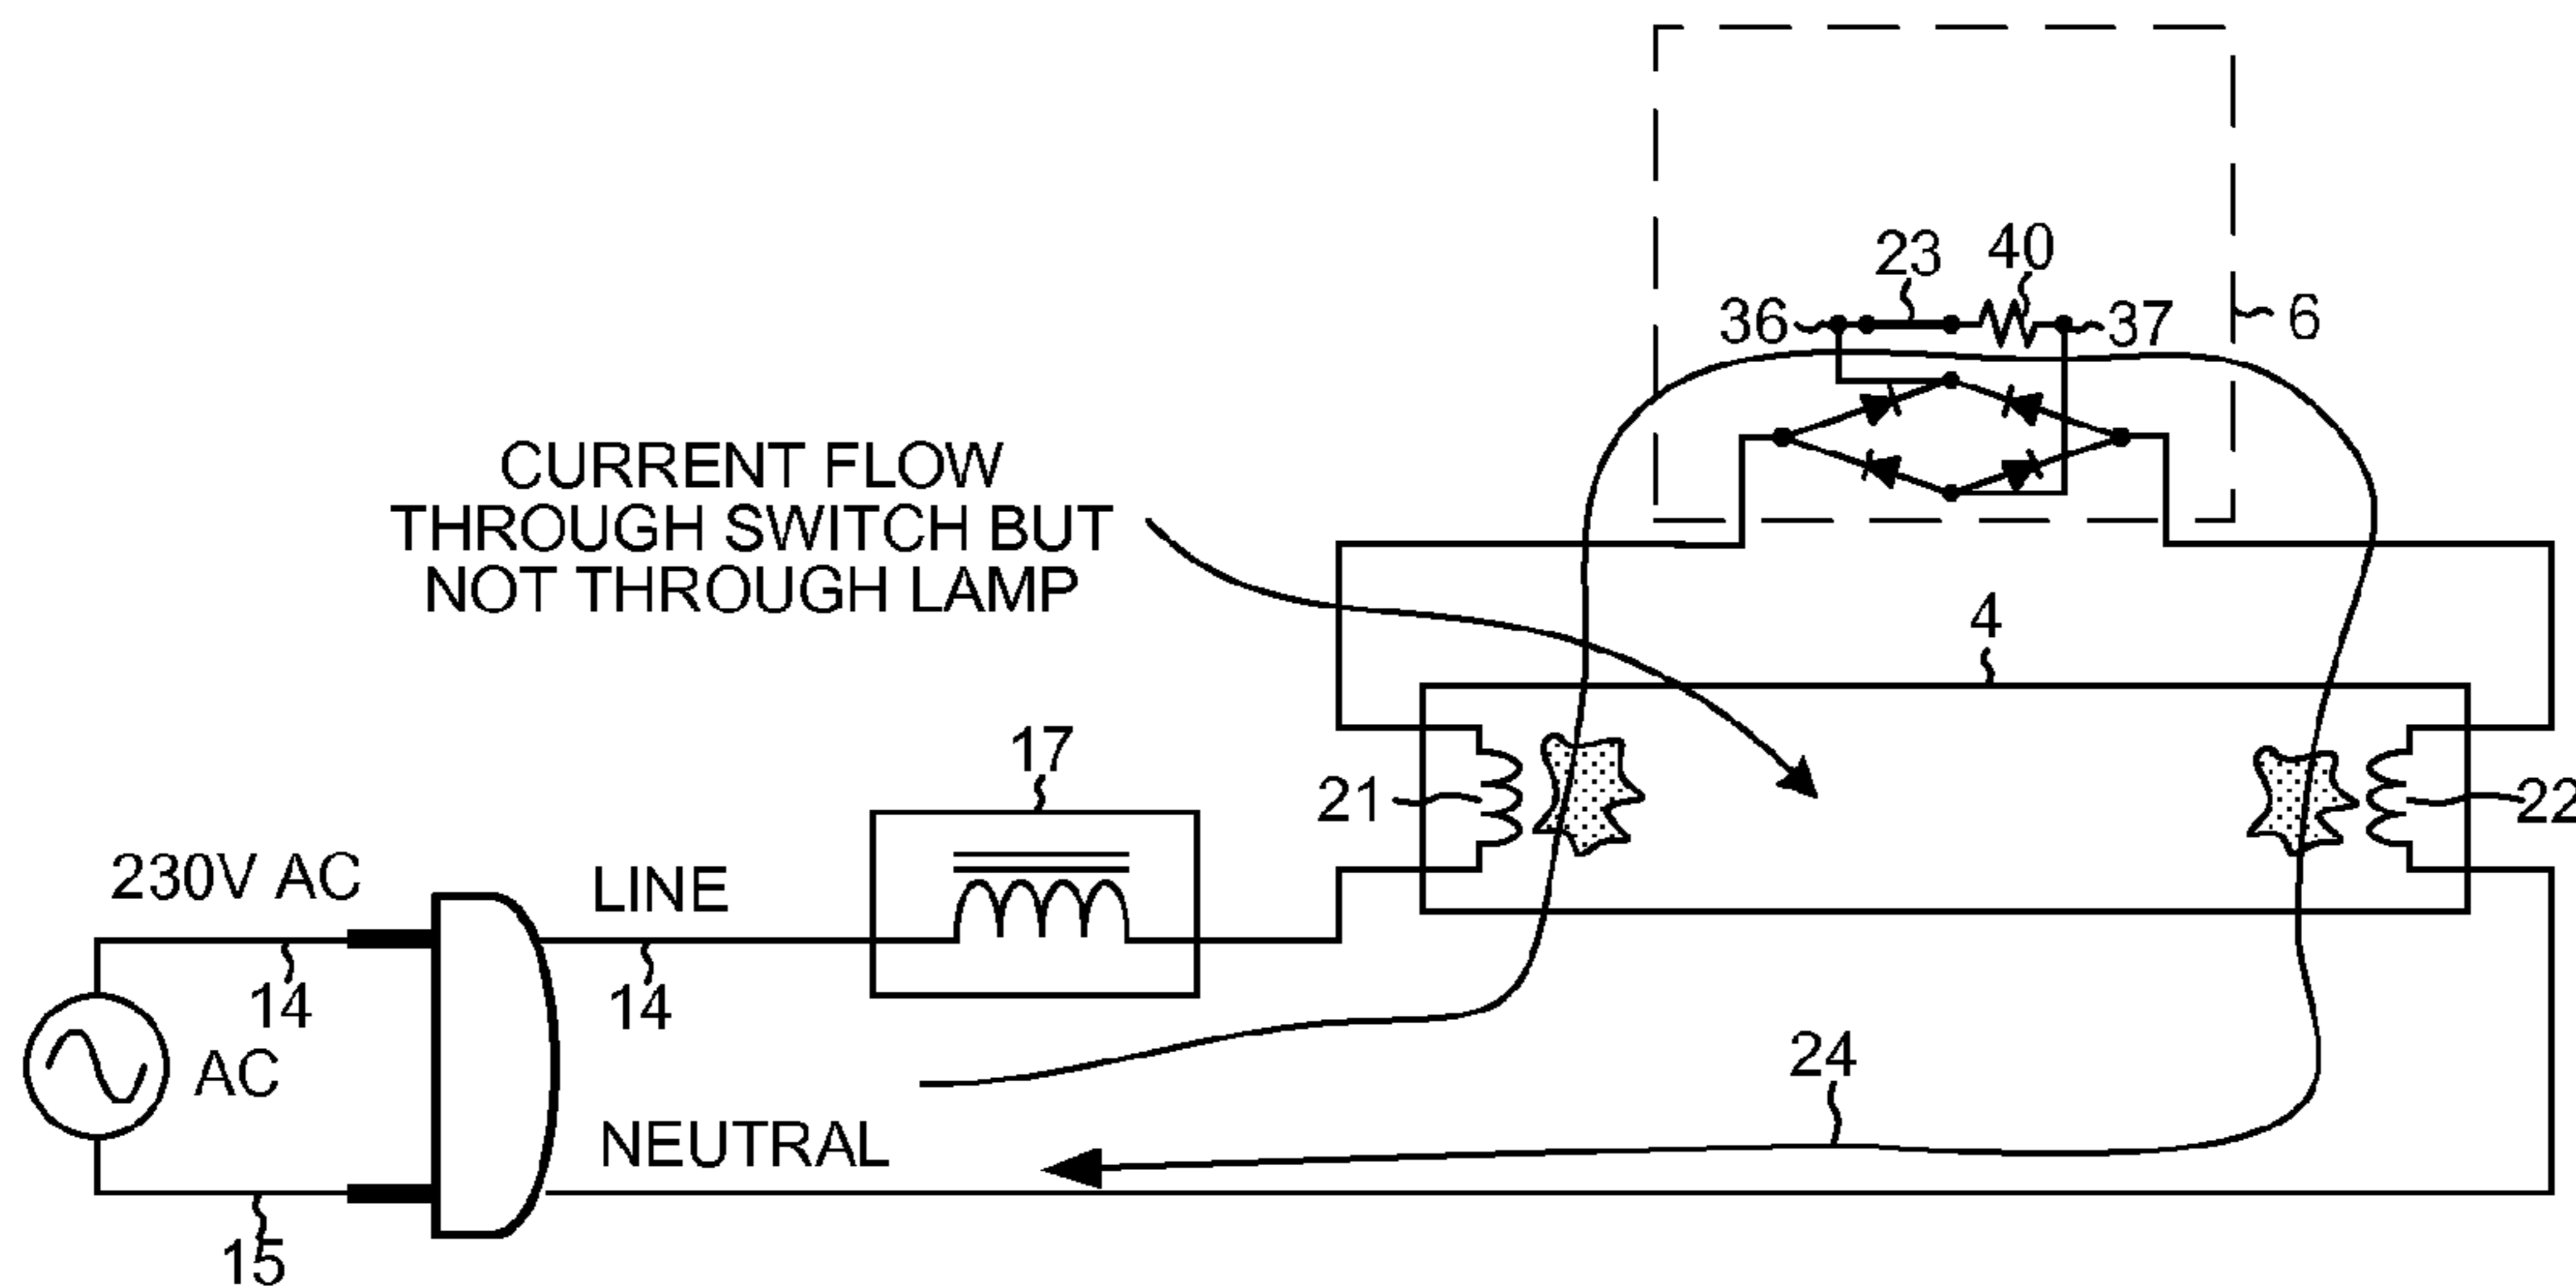 23
40
36
37
6
CURRENT FLOW
THROUGH SWITCH BUT
NOT THROUGH LAMP
4
17
21
22
230V AC
LINE
14
14
AC
24
NEUTRAL
15